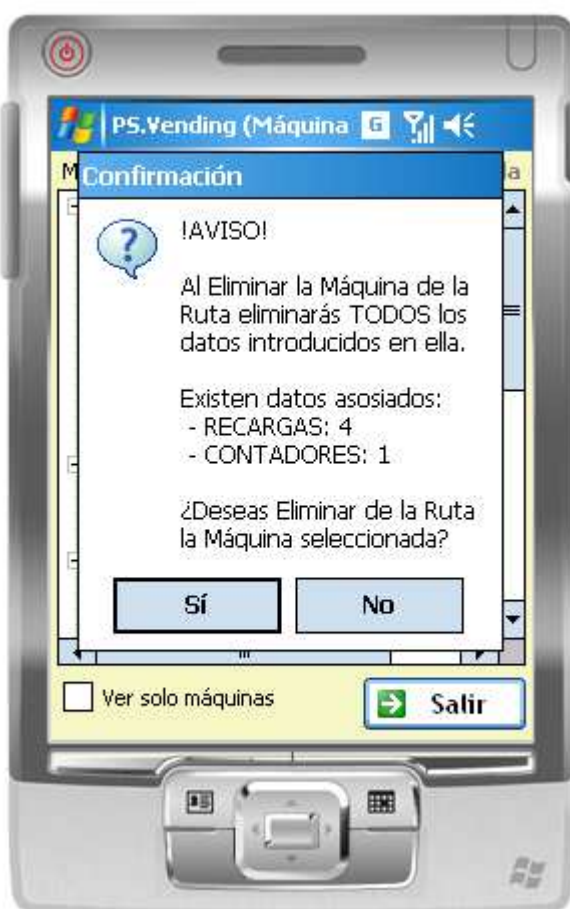 PS.Vending (Máquina G
M a
Confirmación
!AVISO!
Al Eliminar la Máquina de la
Ruta eliminarás TODOS los
datos introducidos en ella.
Existen datos asosiados:
- RECARGAS: 4
- CONTADORES: 1
¿Deseas Eliminar de la Ruta
la Máquina seleccionada?
Sí No
Ver solo máquinas Salir